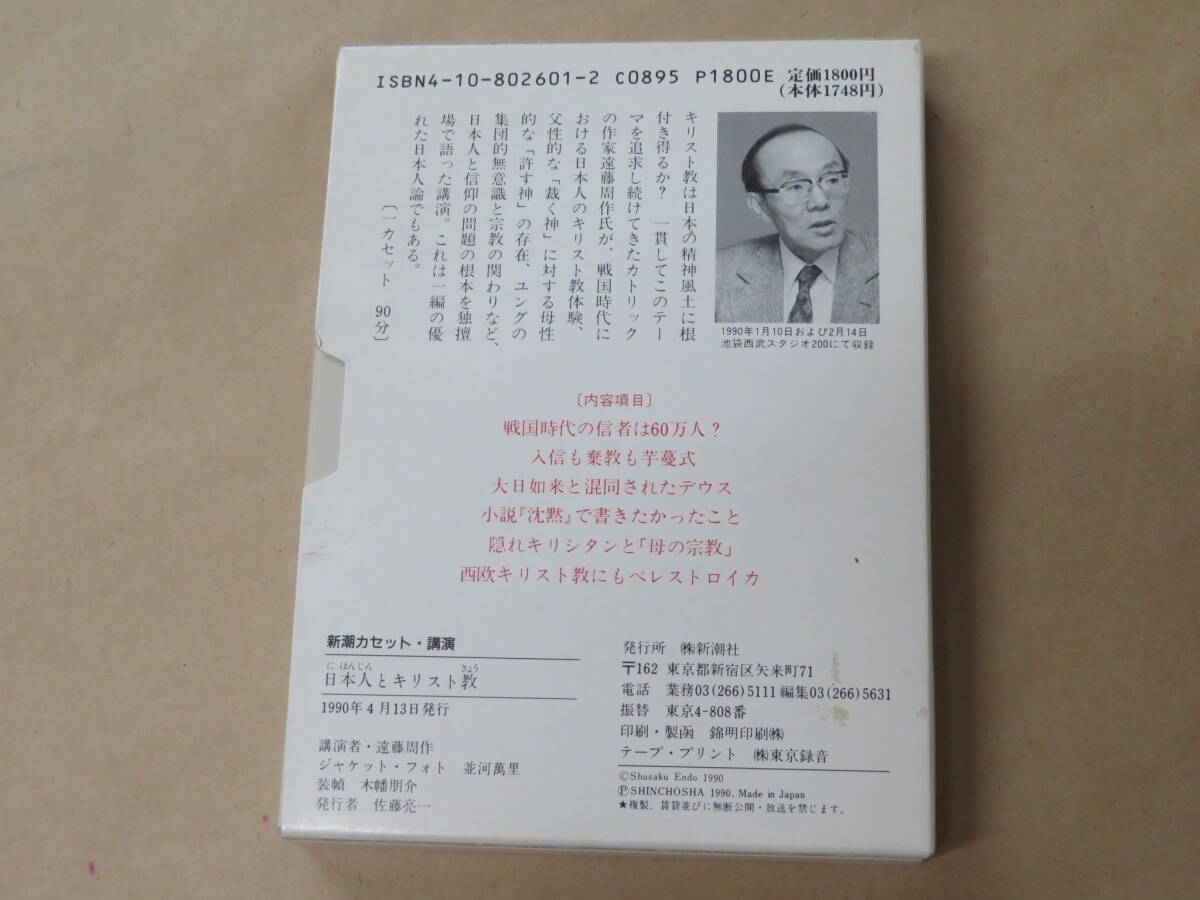 ISBN4-10-802601-2 C0895 P1800E 定価1800円
(本体1748円)
キリスト教は日本の精神風土に根
付き得るか? 一貫してこのテー
マを追求し続けてきたカトリック
の作家遠藤周作氏が、戦国時代に
おける日本人のキリスト教体験、
父性的な「裁く神」に対する母性
的な「許す神」の存在、ユングの
集団的無意識と宗教の関わりなど、
日本人と信仰の問題の根本を独擅
場で語った講演。これは一編の優
れた日本人論でもある。
〔一カセット 90分〕
1990年1月10日および2月14日
池袋西武スタジオ200にて収録
〔内容項目〕
戦国時代の信者は60万人?
入信も棄教も芋蔓式
大日如来と混同されたデウス
小説『沈黙』で書きたかったこと
隠れキリシタンと「母の宗教」
西欧キリスト教にもペレストロイカ
新潮カセット・講演
にほんじん きょう
日本人とキリスト教
1990年4月13日発行
講演者・遠藤周作
ジャケット・フォト 並河萬里
装幀 木幡朋介
発行者 佐藤亮一
発行所 ㈱新潮社
〒162 東京都新宿区矢来町71
電話 業務03(266)5111 編集03(266)5631
振替 東京4-808番
印刷・製函 錦明印刷㈱
テープ・プリント ㈱東京録音
©Shusaku Endo 1990
℗SHINCHOSHA 1990, Made in Japan
★複製、賃貸並びに無断公開・放送を禁じます。